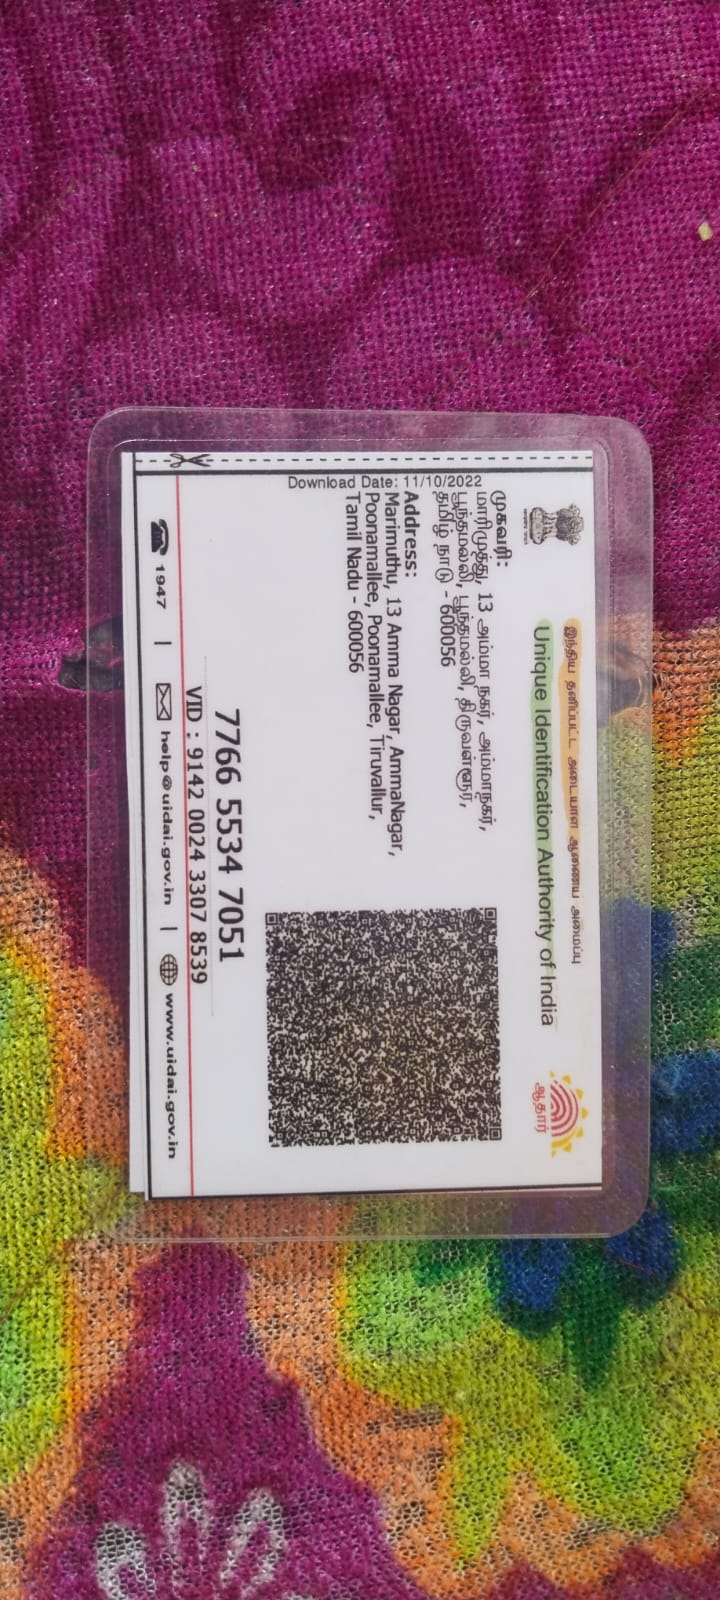 இந்திய தனிப்பட்ட அடையாள ஆணைய அமைப்பு
Unique Identification Authority of India
ஆதார்
Download Date: 11/10/2022
முகவரி:
மாரிமுத்து, 13 அம்மா நகர், அம்மாநகர்,
பூந்தமல்லி, பூந்தமல்லி, திருவள்ளூர்,
தமிழ் நாடு - 600056
Address:
Marimuthu, 13 Amma Nagar, AmmaNagar,
Poonamallee, Poonamallee, Tiruvallur,
Tamil Nadu - 600056
7766 5534 7051
VID : 9142 0024 3307 8539
1947 | help@uidai.gov.in | www.uidai.gov.in